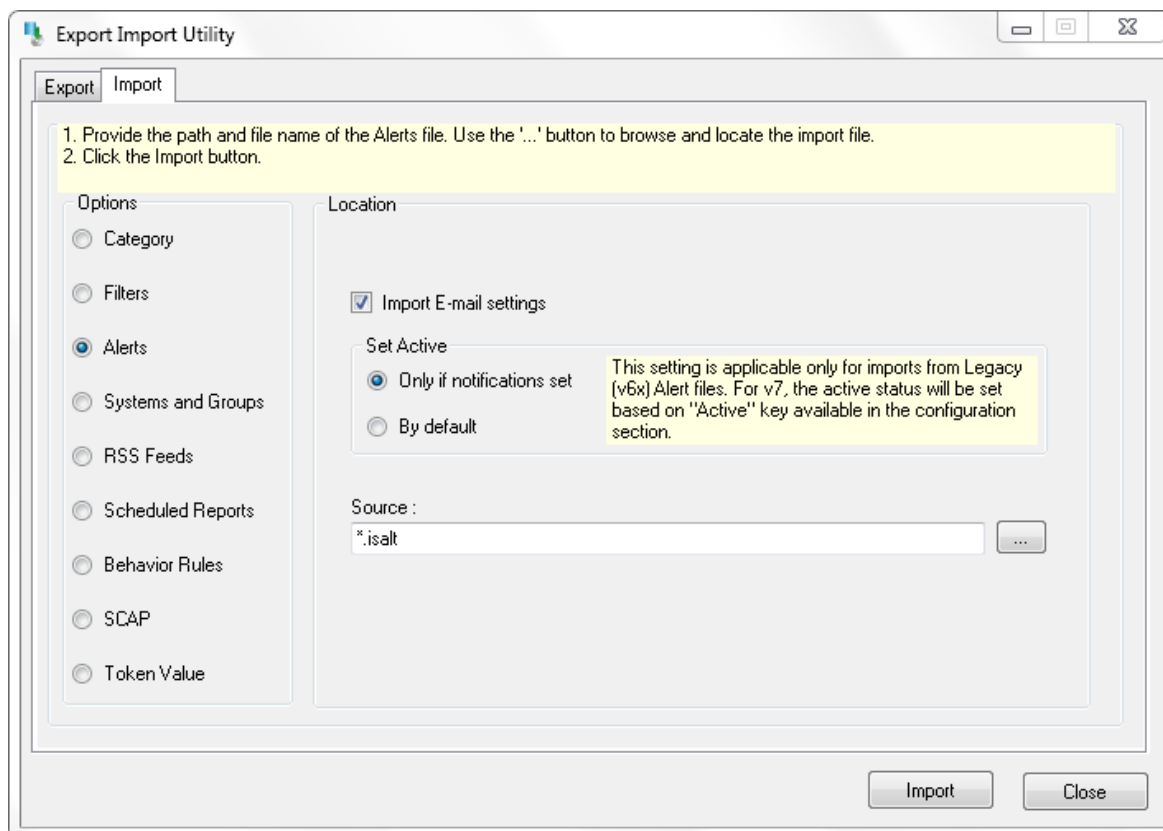 Export Import Utility
Export
Import
1. Provide the path and file name of the Alerts file. Use the '...' button to browse and locate the import file.
2. Click the Import button.
Options
Category
Filters
Alerts
Systems and Groups
RSS Feeds
Scheduled Reports
Behavior Rules
SCAP
Token Value
Location
Import E-mail settings
Set Active
Only if notifications set
By default
This setting is applicable only for imports from Legacy
(v6x) Alert files. For v7, the active status will be set
based on "Active" key available in the configuration
section.
Source :
*.isalt
...
Import
Close